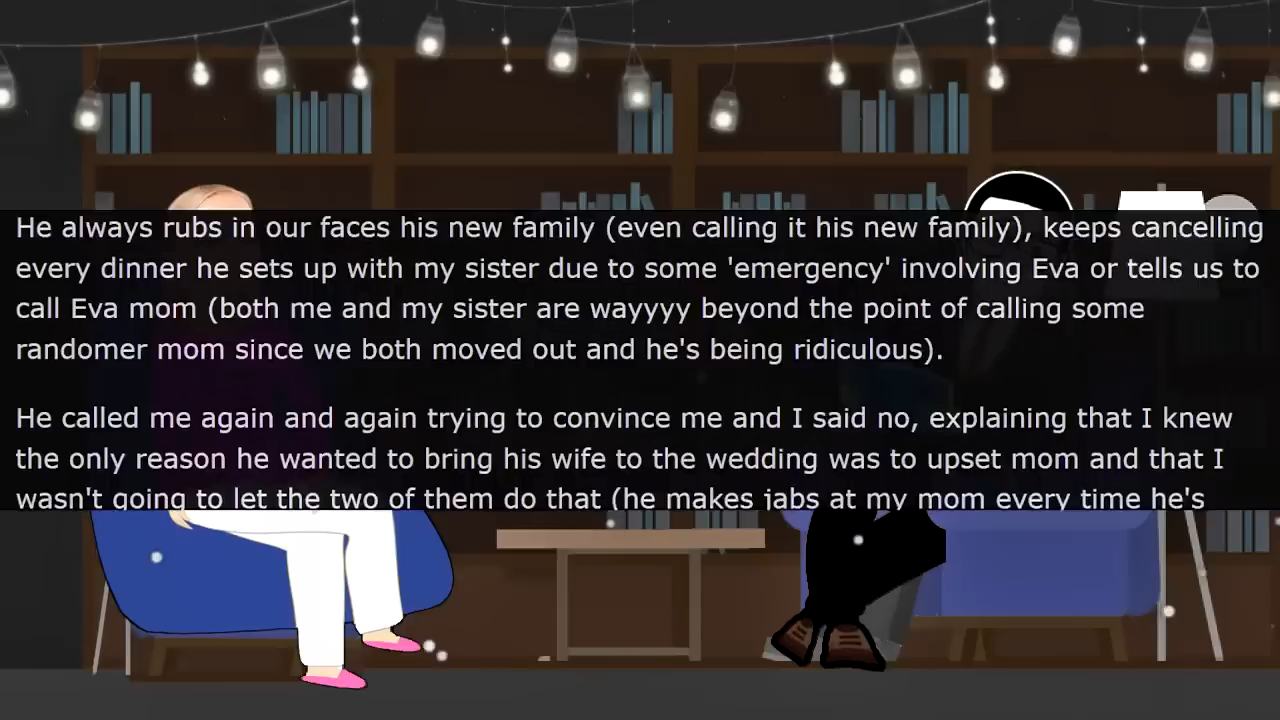 He always rubs in our faces his new family (even calling it his new family), keeps cancelling
every dinner he sets up with my sister due to some 'emergency' involving Eva or tells us to
call Eva mom (both me and my sister are wayyyy beyond the point of calling some
randomer mom since we both moved out and he's being ridiculous).
He called me again and again trying to convince me and I said no, explaining that I knew
the only reason he wanted to bring his wife to the wedding was to upset mom and that I
wasn't going to let the two of them do that (he makes jabs at my mom every time he's